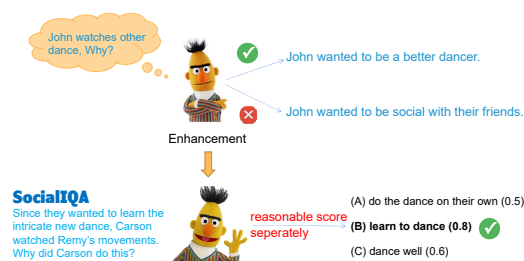 John watches other
dance, Why?
John wanted to be a better dancer.
John wanted to be social with their friends.
Enhancement
SocialIQA
Since they wanted to learn the
intricate new dance, Carson
watched Remy's movements.
Why did Carson do this?
reasonable score
seperately
(A) do the dance on their own (0.5)
(B) learn to dance (0.8)
(C) dance well (0.6)